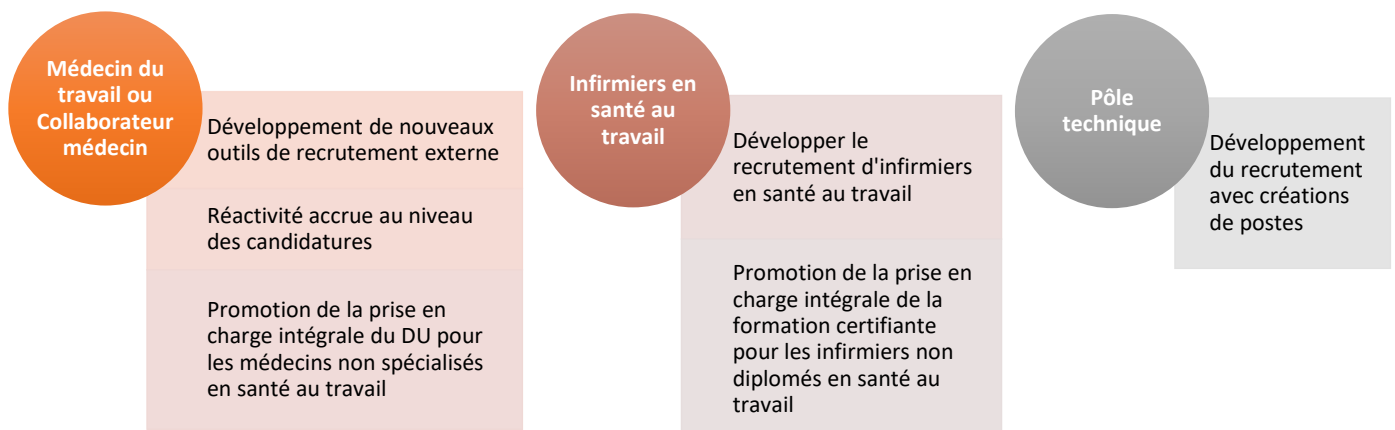 Médecin du
travail ou
Collaborateur
médecin
Développement de nouveaux
outils de recrutement externe
Réactivité accrue au niveau
des candidatures
Promotion de la prise en
charge intégrale du DU pour
les médecins non spécialisés
en santé au travail
Infirmiers en
santé au
travail
Développer le
recrutement d'infirmiers
en santé au travail
Promotion de la prise en
charge intégrale de la
formation certifiante
pour les infirmiers non
diplomés en santé au
travail
Pôle
technique
Développement
du recrutement
avec créations
de postes